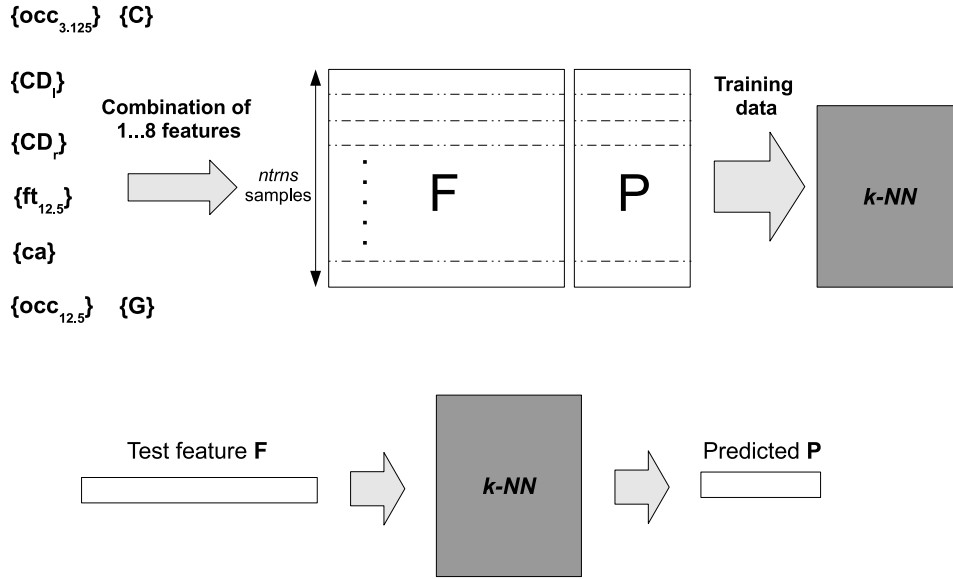 {occ3.125} {C}
{CDl}
{CDr}
{ft12.5}
{ca}
{occ12.5} {G}
Combination of
1...8 features
ntrns
samples
F
P
Training
data
k-NN
Test feature F
k-NN
Predicted P